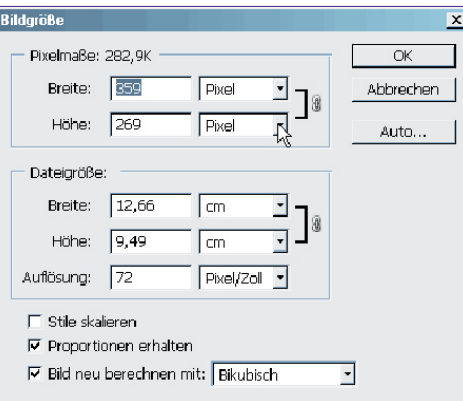 Bildgröße
Pixelmaße: 282,9K
OK
Breite: 359 Pixel
Abbrechen
Höhe: 269 Pixel
Auto...
Dateigröße:
Breite: 12,66 cm
Höhe: 9,49 cm
Auflösung: 72 Pixel/Zoll
Stile skalieren
Proportionen erhalten
Bild neu berechnen mit: Bikubisch